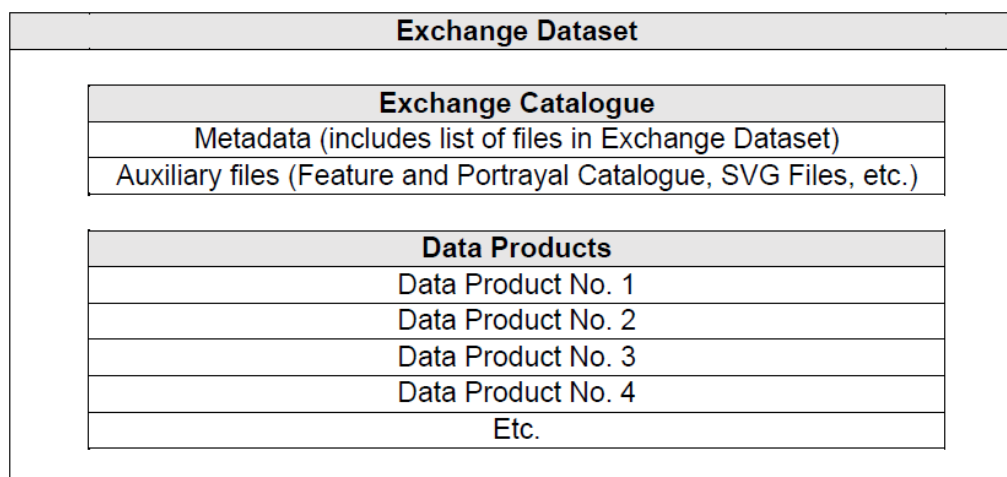 Exchange Dataset
Exchange Catalogue
Metadata (includes list of files in Exchange Dataset)
Auxiliary files (Feature and Portrayal Catalogue, SVG Files, etc.)
Data Products
Data Product No. 1
Data Product No. 2
Data Product No. 3
Data Product No. 4
Etc.